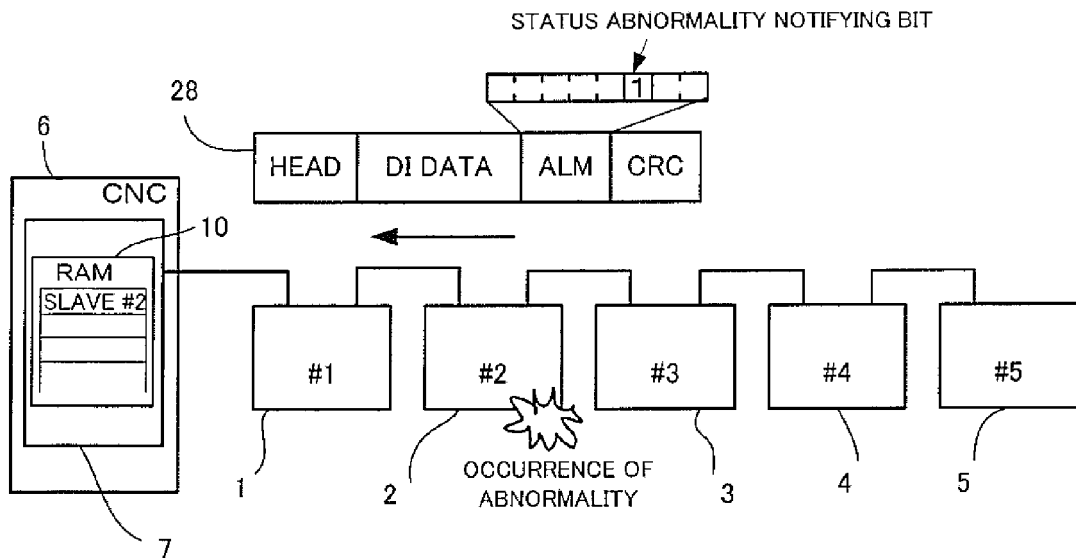 STATUS ABNORMALITY NOTIFYING BIT
1
28
HEAD DI DATA ALM CRC
6
CNC
10
RAM
SLAVE #2
#1 #2 #3 #4 #5
OCCURRENCE OF
ABNORMALITY
1 2 3 4 5
7